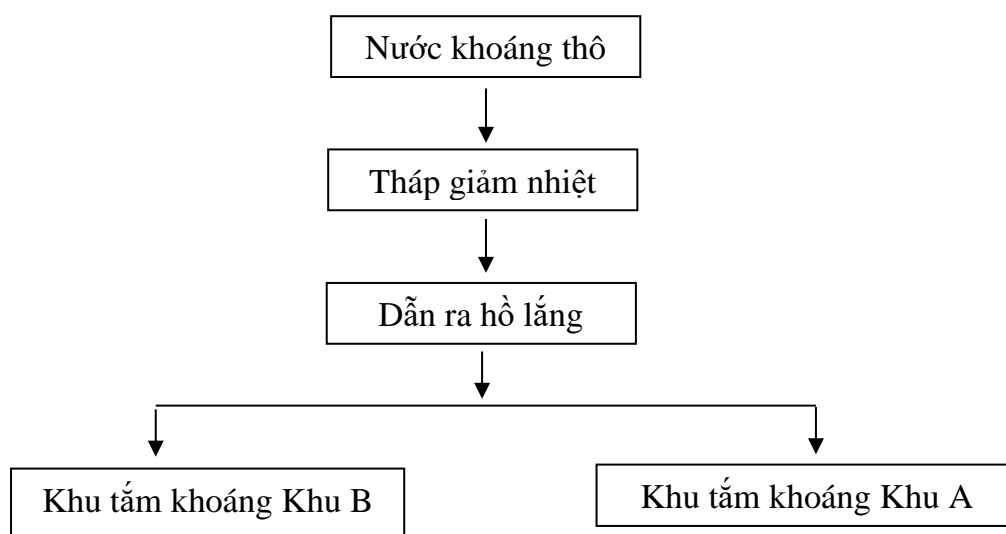 Nước khoáng thô
Tháp giảm nhiệt
Dẫn ra hồ lắng
Khu tắm khoáng Khu B
Khu tắm khoáng Khu A